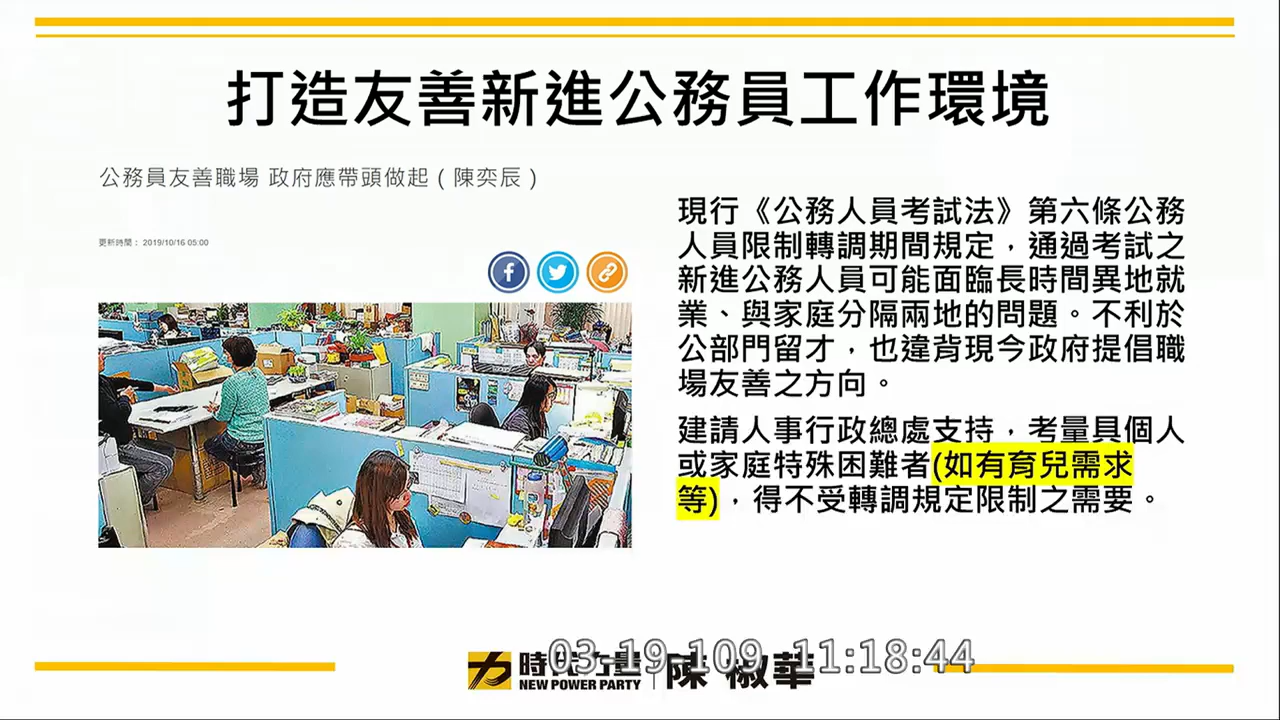 打造友善新進公務員工作環境
公務員友善職場 政府應帶頭做起（陳奕辰）
更新時間： 2019/10/16 05:00
現行《公務人員考試法》第六條公務
人員限制轉調期間規定，通過考試之
新進公務人員可能面臨長時間異地就
業、與家庭分隔兩地的問題。不利於
公部門留才，也違背現今政府提倡職
場友善之方向。
建請人事行政總處支持，考量具個人
或家庭特殊困難者(如有育兒需求
等)，得不受轉調規定限制之需要。
時代力量
NEW POWER PARTY
陳椒華
03-19-109 11:18:44